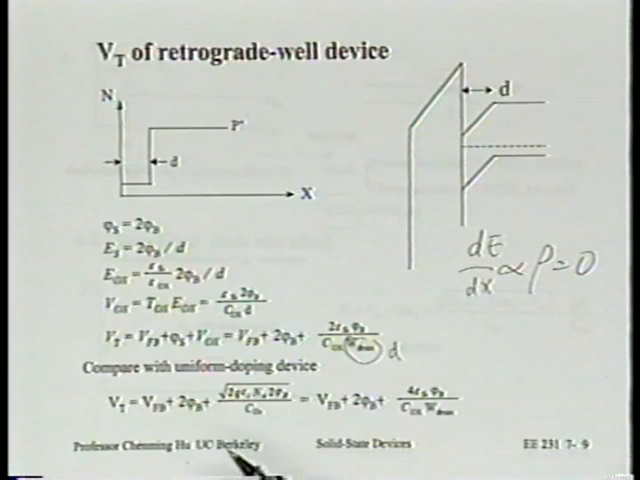 V_T of retrograde-well device
N
P⁺
d
X
d
φ_S = 2φ_B
E_S = 2φ_B / d
E_ox = ε_s/ε_ox 2φ_B / d
V_ox = T_ox E_ox = ε_s 2φ_B / C_ox d
V_T = V_FB + φ_S + V_ox = V_FB + 2φ_B + 2ε_s φ_B / C_ox W_dmax d
dE/dx ∝ ρ = 0
Compare with uniform-doping device
V_T = V_FB + 2φ_B + √(2qε_s N_a 2φ_B) / C_ox = V_FB + 2φ_B + 4ε_s φ_B / C_ox W_dmax
Professor Chenming Hu UC Berkeley Solid-State Devices EE 231 7- 9